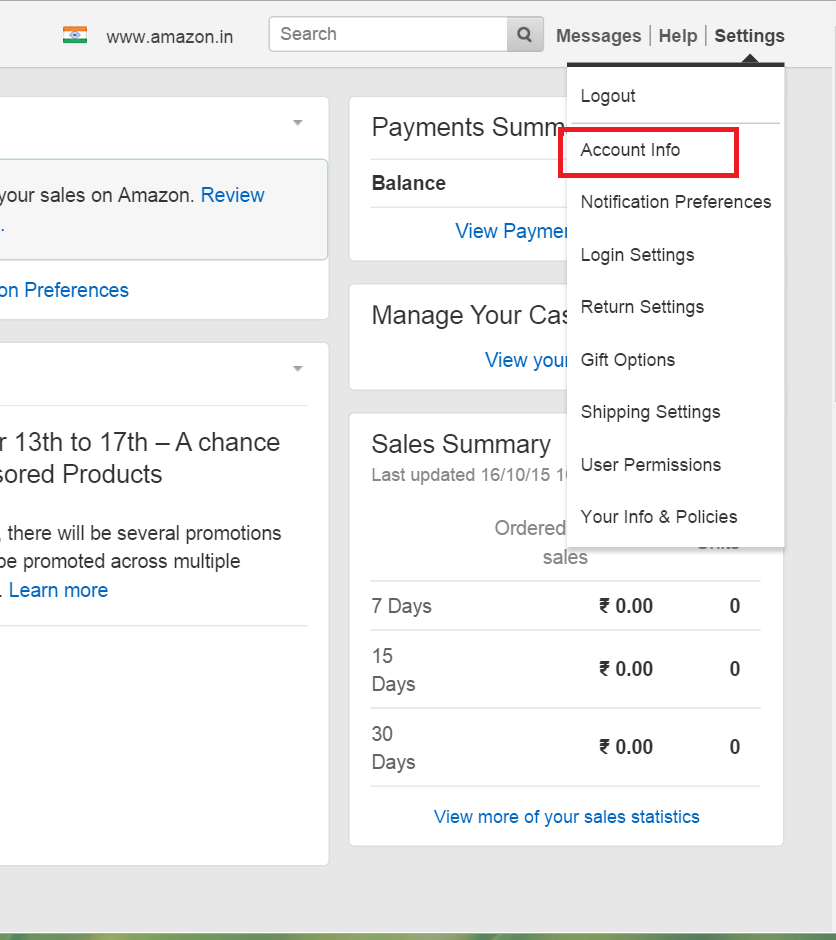 www.amazon.in
Search
Messages
Help
Settings
Logout
Account Info
Notification Preferences
Login Settings
Return Settings
Gift Options
Shipping Settings
User Permissions
Your Info & Policies
your sales on Amazon. Review
.
on Preferences
r 13th to 17th – A chance
sored Products
, there will be several promotions
be promoted across multiple
. Learn more
Payments Summ
Balance
View Paymen
Manage Your Cas
View your
Sales Summary
Last updated 16/10/15
Ordered
sales
7 Days ₹ 0.00 0
15
Days ₹ 0.00 0
30
Days ₹ 0.00 0
View more of your sales statistics